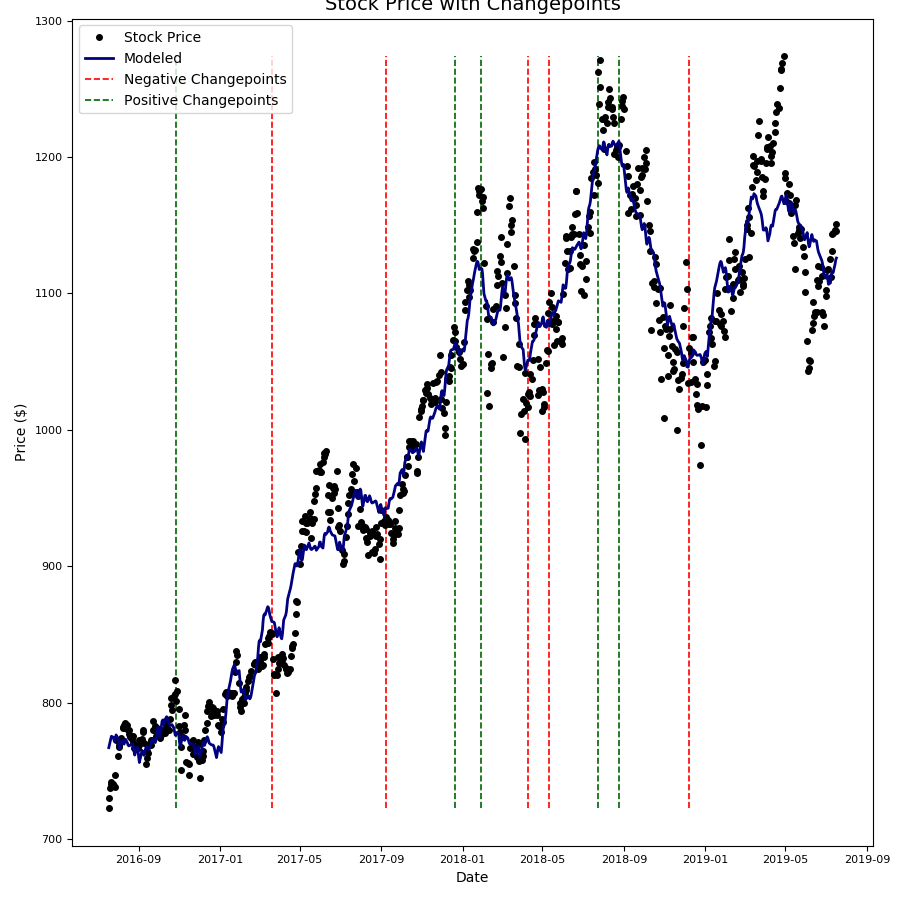 Stock Price with Changepoints
Stock Price
Modeled
Negative Changepoints
Positive Changepoints
1300
1200
1100
1000
900
800
700
Price ($)
2016-09 2017-01 2017-05 2017-09 2018-01 2018-05 2018-09 2019-01 2019-05 2019-09
Date